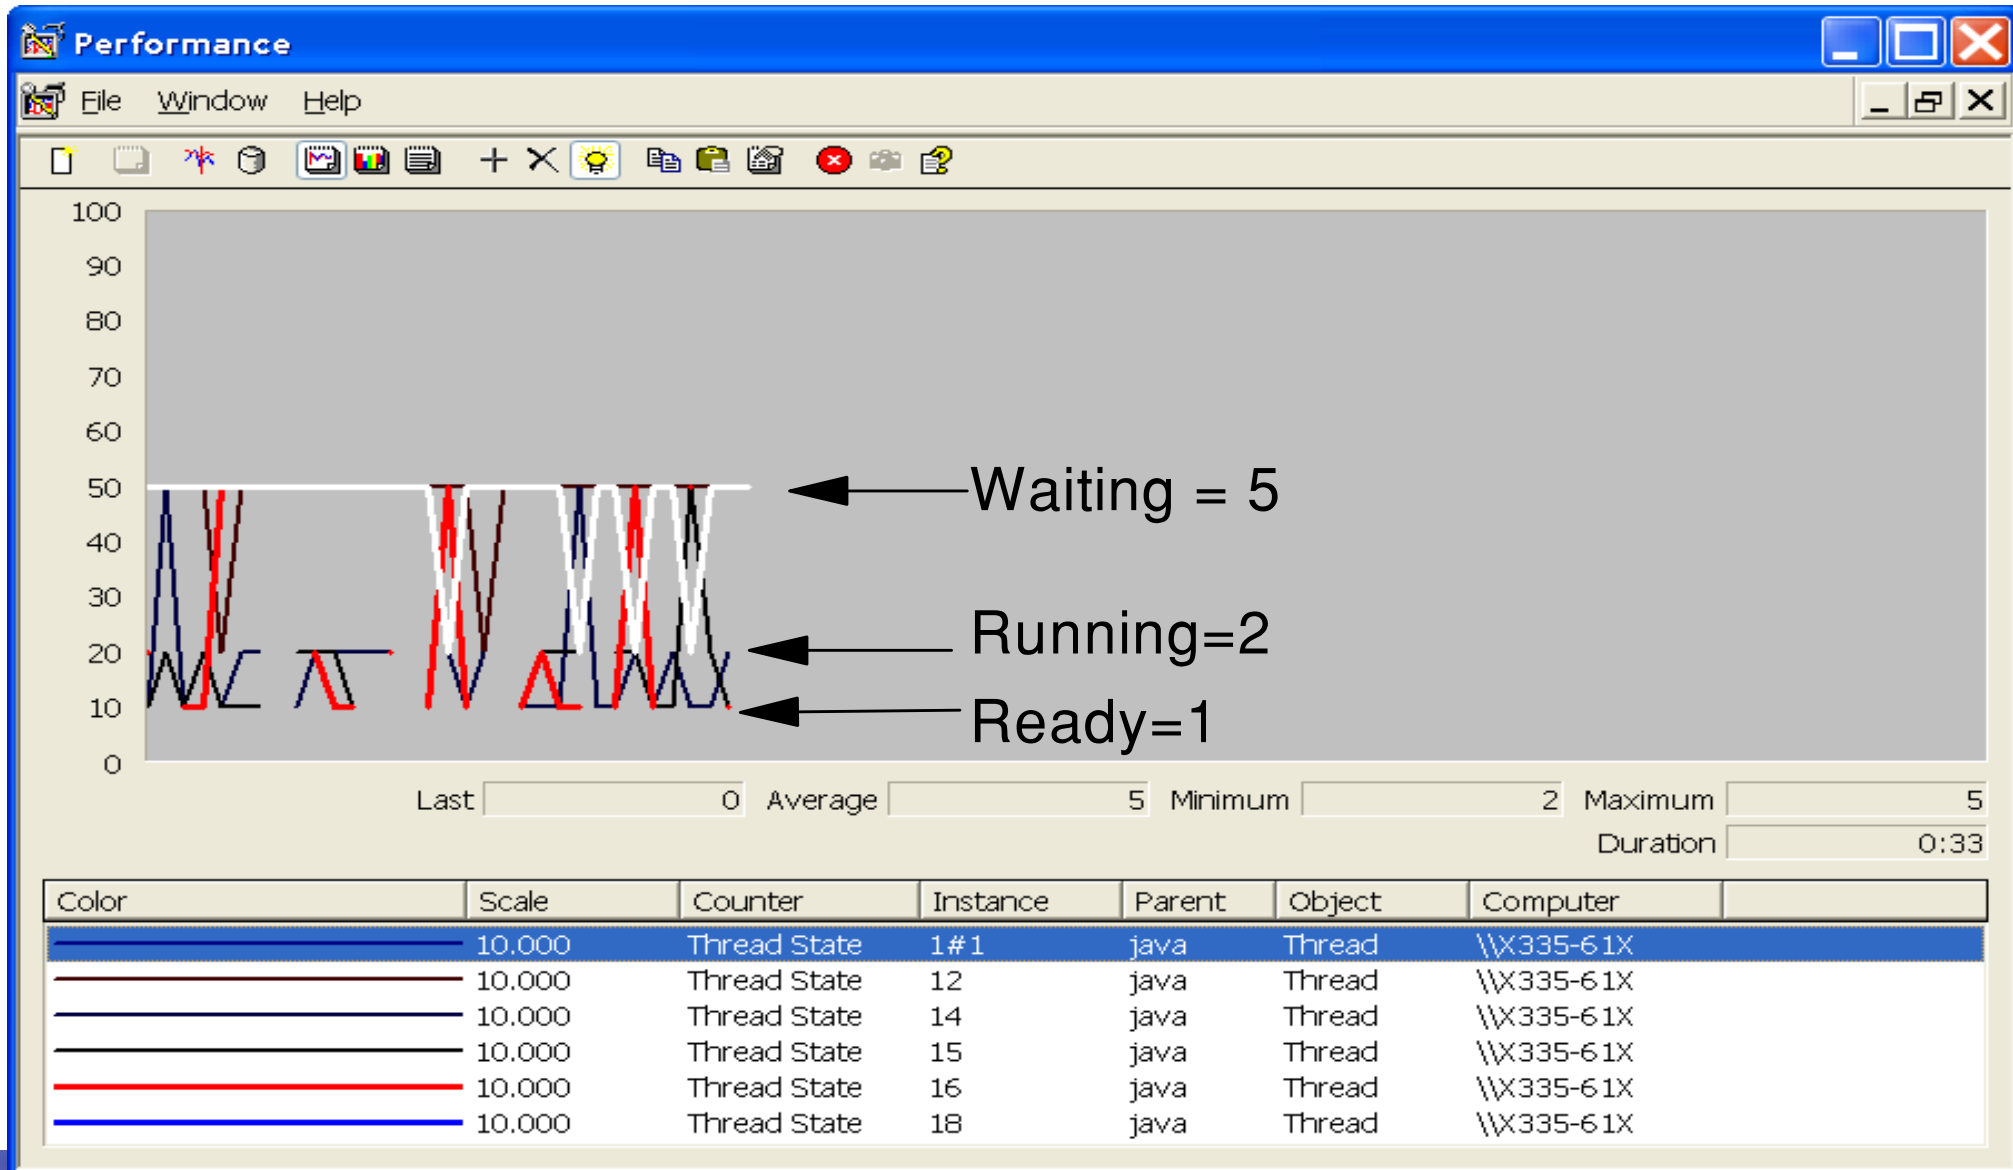 Performance
File Window Help
100
90
80
70
60
50
40
30
20
10
0
Waiting = 5
Running=2
Ready=1
Last 0 Average 5 Minimum 2 Maximum 5
Duration 0:33
Color Scale Counter Instance Parent Object Computer
10.000 Thread State 1#1 java Thread \\X335-61X
10.000 Thread State 12 java Thread \\X335-61X
10.000 Thread State 14 java Thread \\X335-61X
10.000 Thread State 15 java Thread \\X335-61X
10.000 Thread State 16 java Thread \\X335-61X
10.000 Thread State 18 java Thread \\X335-61X